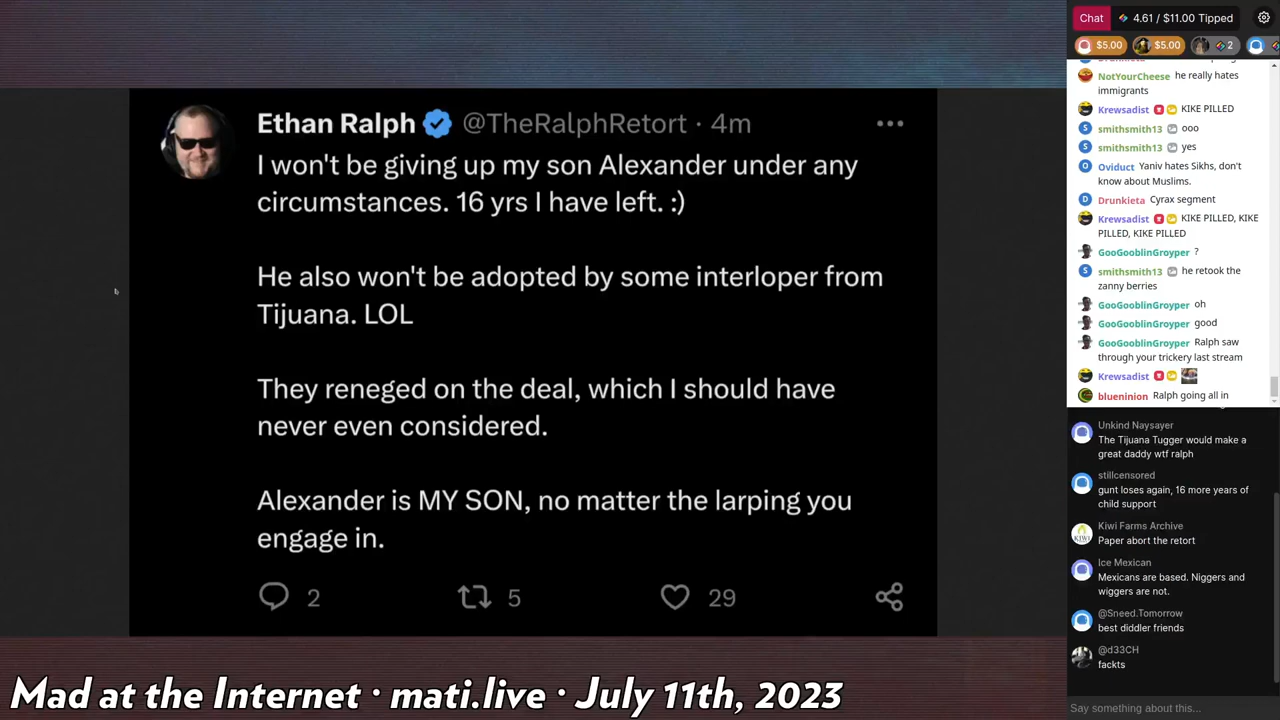 Ethan Ralph @TheRalphRetort · 4m
I won't be giving up my son Alexander under any
circumstances. 16 yrs I have left. :)
He also won't be adopted by some interloper from
Tijuana. LOL
They reneged on the deal, which I should have
never even considered.
Alexander is MY SON, no matter the larping you
engage in.
2
5
29
Mad at the Internet · mati.live · July 11th, 2023
Chat
4.61 / $11.00 Tipped
$5.00
$5.00
2
NotYourCheese he really hates
immigrants
Krewsadist KIKE PILLED
smithsmith13 ooo
smithsmith13 yes
Oviduct Yaniv hates Sikhs, don't
know about Muslims.
Drunkieta Cyrax segment
Krewsadist KIKE PILLED, KIKE
PILLED, KIKE PILLED
GooGooblinGroyper ?
smithsmith13 he retook the
zanny berries
GooGooblinGroyper oh
GooGooblinGroyper good
GooGooblinGroyper Ralph saw
through your trickery last stream
Krewsadist
blueninion Ralph going all in
Unkind Naysayer
The Tijuana Tugger would make a
great daddy wtf ralph
stillcensored
gunt loses again, 16 more years of
child support
Kiwi Farms Archive
Paper abort the retort
Ice Mexican
Mexicans are based. Niggers and
wiggers are not.
@Sneed.Tomorrow
best diddler friends
@d33CH
fackts
Say something about this...